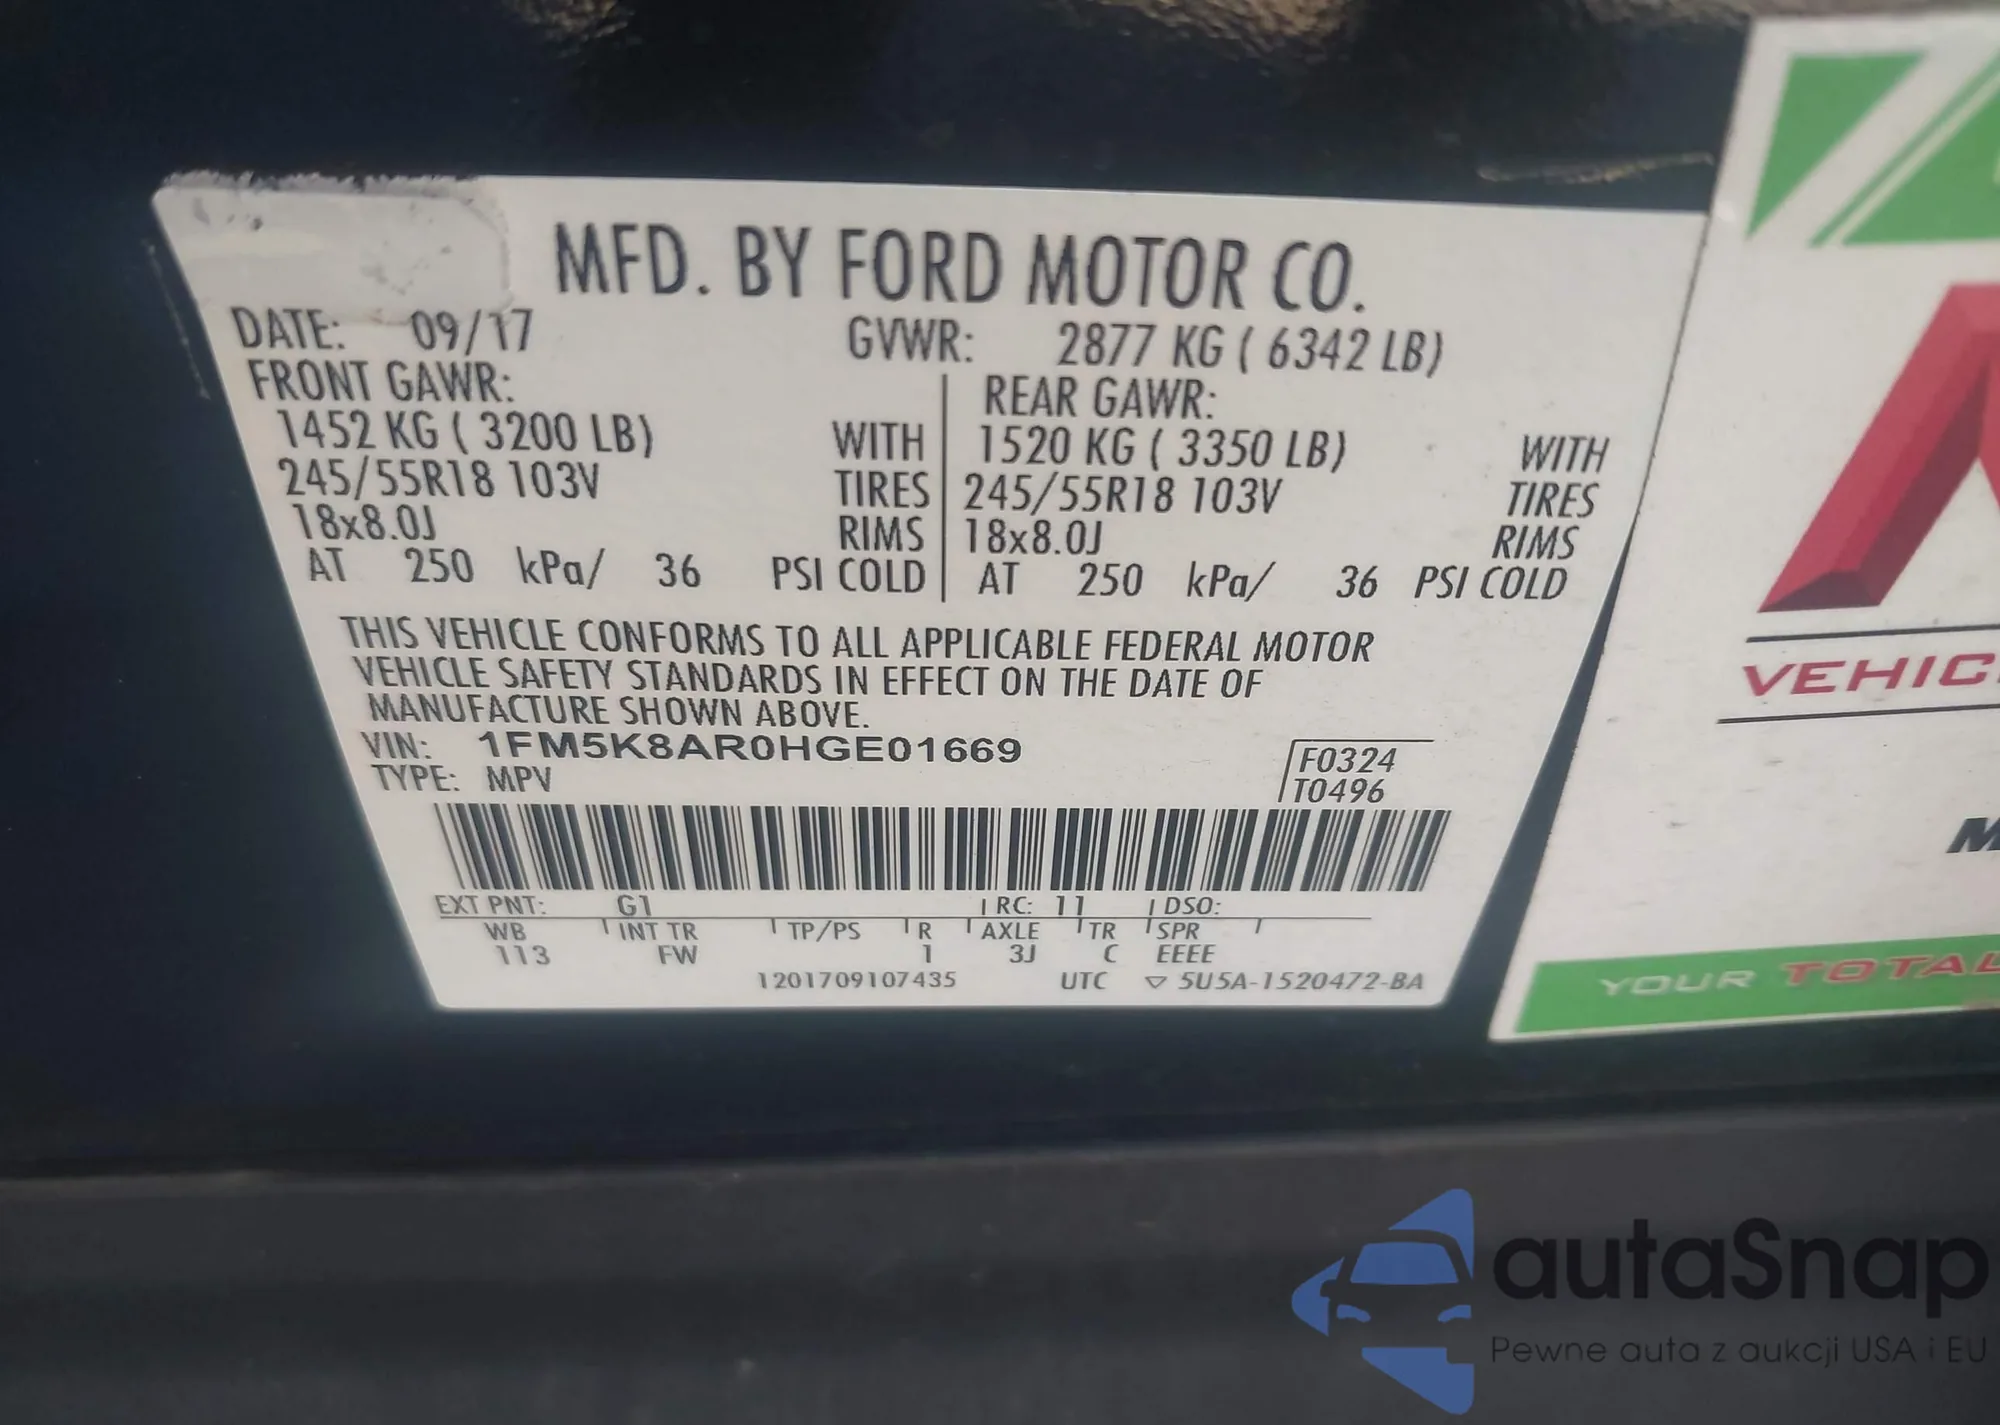 MFD. BY FORD MOTOR CO.
DATE: 09/17 GVWR: 2877 KG ( 6342 LB)
FRONT GAWR: REAR GAWR:
1452 KG ( 3200 LB) WITH 1520 KG ( 3350 LB) WITH
245/55R18 103V TIRES 245/55R18 103V TIRES
18x8.0J RIMS 18x8.0J RIMS
AT 250 kPa/ 36 PSI COLD AT 250 kPa/ 36 PSI COLD
THIS VEHICLE CONFORMS TO ALL APPLICABLE FEDERAL MOTOR
VEHICLE SAFETY STANDARDS IN EFFECT ON THE DATE OF
MANUFACTURE SHOWN ABOVE.
VIN: 1FM5K8AR0HGE01669
TYPE: MPV
F0324
T0496
EXT PNT: G1 RC: 11 DSO:
WB INT TR TP/PS R AXLE TR SPR
113 FW 1 3J C EEEE
1201709107435 UTC ▽ 5U5A-1520472-BA
VEHIC
M
YOUR TOTAL
autaSnap
Pewne auta z aukcji USA i EU